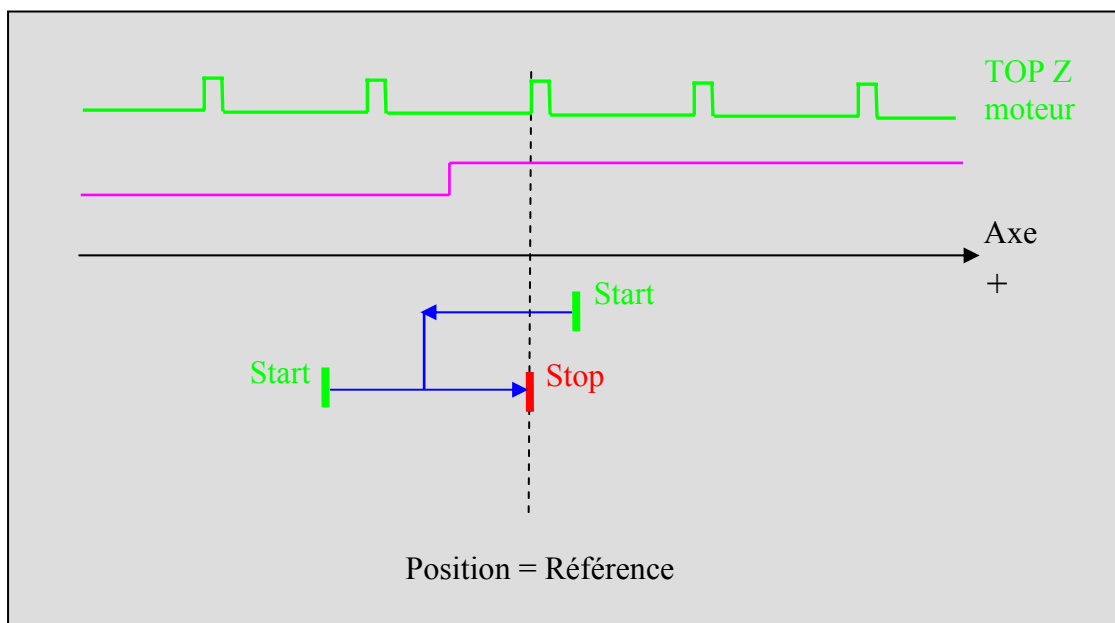 TOP Z
moteur
Axe
+
Start
Start
Stop
Position = Référence